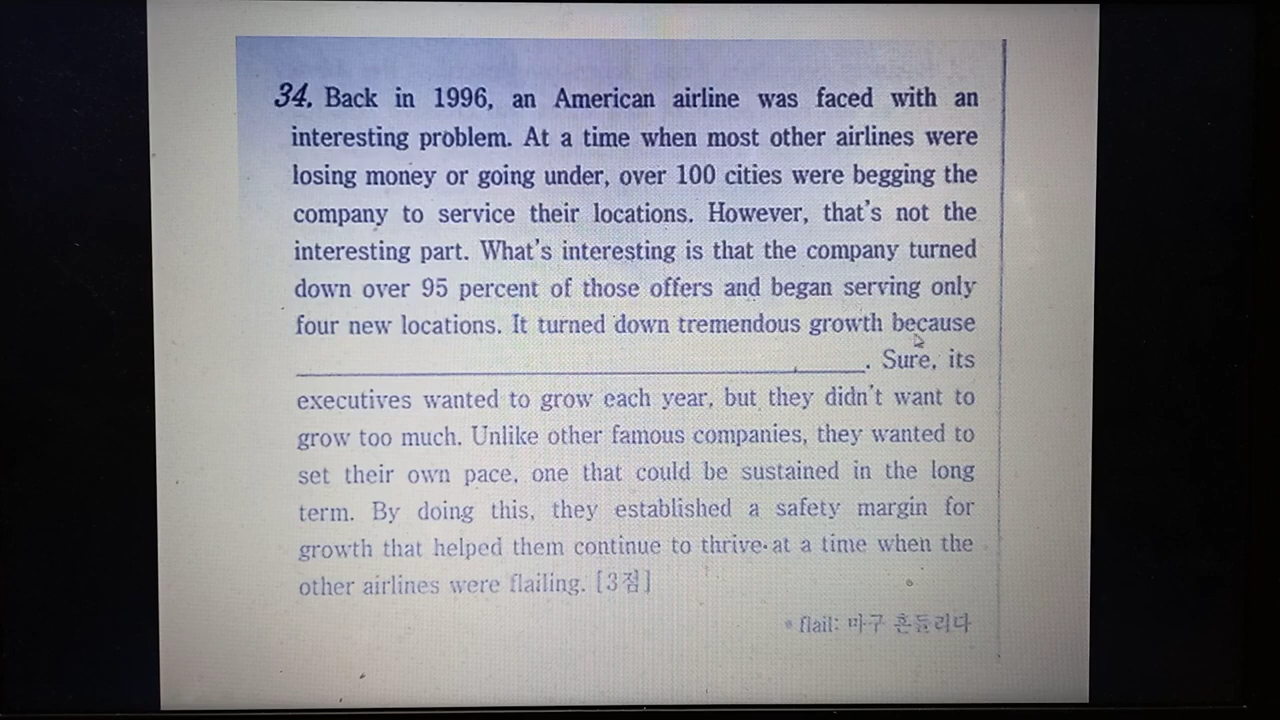 34. Back in 1996, an American airline was faced with an
interesting problem. At a time when most other airlines were
losing money or going under, over 100 cities were begging the
company to service their locations. However, that's not the
interesting part. What's interesting is that the company turned
down over 95 percent of those offers and began serving only
four new locations. It turned down tremendous growth because
. Sure, its
executives wanted to grow each year, but they didn't want to
grow too much. Unlike other famous companies, they wanted to
set their own pace, one that could be sustained in the long
term. By doing this, they established a safety margin for
growth that helped them continue to thrive at a time when the
other airlines were flailing. [3점]
* flail: 마구 흔들리다